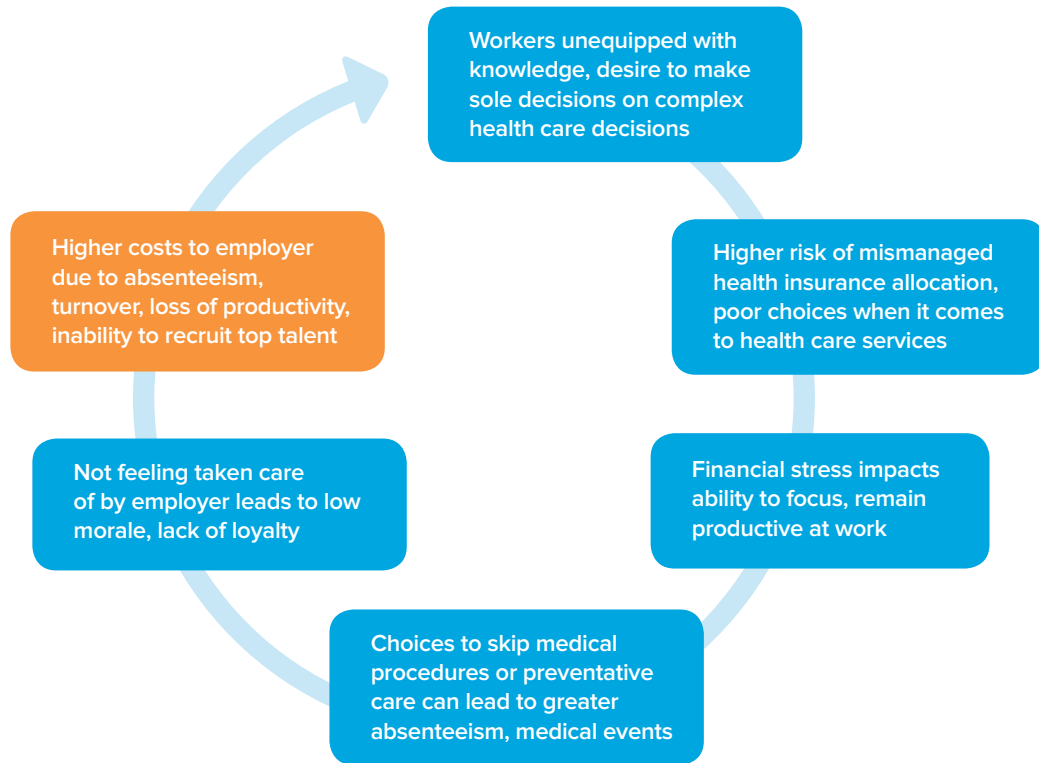 Workers unequipped with
knowledge, desire to make
sole decisions on complex
health care decisions
Higher risk of mismanaged
health insurance allocation,
poor choices when it comes
to health care services
Financial stress impacts
ability to focus, remain
productive at work
Choices to skip medical
procedures or preventative
care can lead to greater
absenteeism, medical events
Not feeling taken care
of by employer leads to low
morale, lack of loyalty
Higher costs to employer
due to absenteeism,
turnover, loss of productivity,
inability to recruit top talent